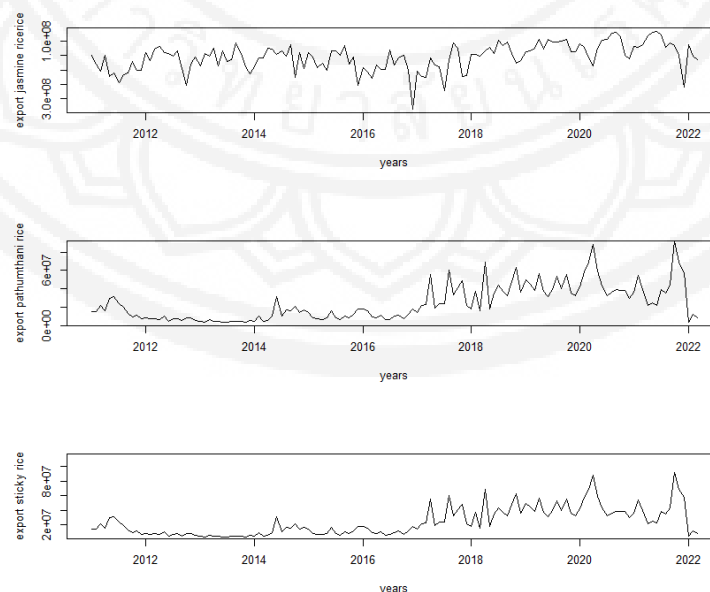 export jasmine ricerice
1.0e+08
3.0e+08
2012 2014 2016 2018 2020 2022
years
export pathumthani rice
6e+07
0e+00
2012 2014 2016 2018 2020 2022
years
export sticky rice
8e+07
2e+07
2012 2014 2016 2018 2020 2022
years